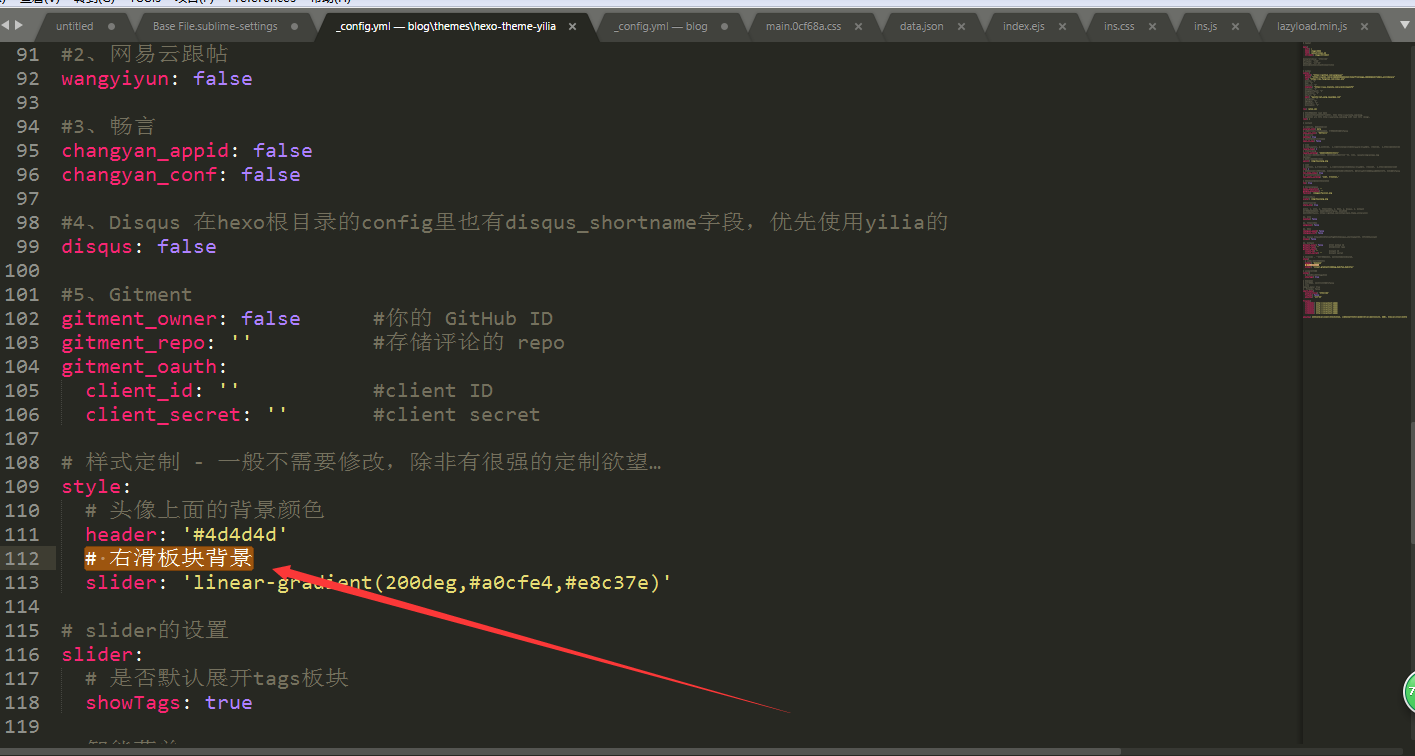 untitled
Base File.sublime-settings
_config.yml — blog\themes\hexo-theme-yilia
_config.yml — blog
main.0cf68a.css
data.json
index.ejs
ins.css
ins.js
lazyload.min.js
91 #2、网易云跟帖
92 wangyiyun: false
93
94 #3、畅言
95 changyan_appid: false
96 changyan_conf: false
97
98 #4、Disqus 在hexo根目录的config里也有disqus_shortname字段，优先使用yilia的
99 disqus: false
100
101 #5、Gitment
102 gitment_owner: false #你的 GitHub ID
103 gitment_repo: '' #存储评论的 repo
104 gitment_oauth:
105 client_id: '' #client ID
106 client_secret: '' #client secret
107
108 # 样式定制 - 一般不需要修改，除非有很强的定制欲望…
109 style:
110 # 头像上面的背景颜色
111 header: '#4d4d4d'
112 # 右滑板块背景
113 slider: 'linear-gradient(200deg,#a0cfe4,#e8c37e)'
114
115 # slider的设置
116 slider:
117 # 是否默认展开tags板块
118 showTags: true
119